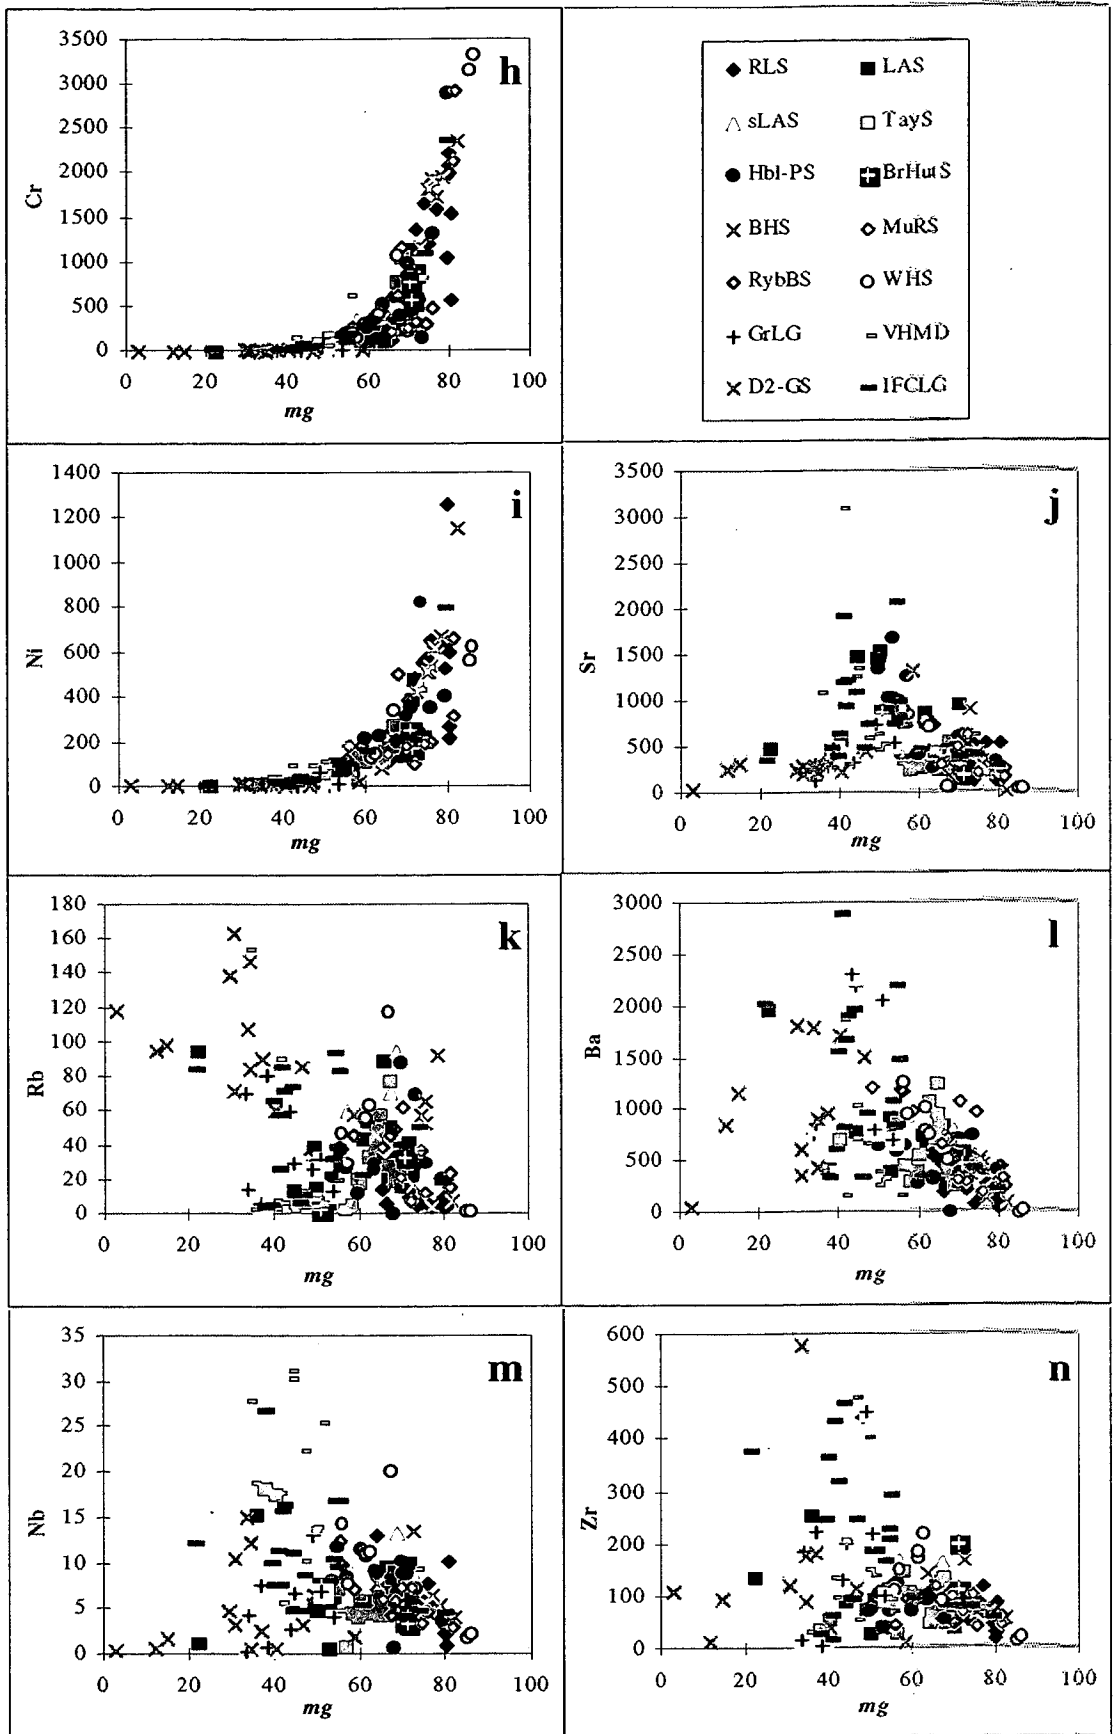 h
3500
3000
2500
2000
1500
1000
500
0
Cr
0 20 40 60 80 100
mg
RLS LAS
sLAS TayS
Hbl-PS BrHutS
BHS MuRS
RybBS WHS
GrLG VHMD
D2-GS IFCLG
i
1400
1200
1000
800
600
400
200
0
Ni
0 20 40 60 80 100
mg
j
3500
3000
2500
2000
1500
1000
500
0
Sr
0 20 40 60 80 100
mg
k
180
160
140
120
100
80
60
40
20
0
Rb
0 20 40 60 80 100
mg
l
3000
2500
2000
1500
1000
500
0
Ba
0 20 40 60 80 100
mg
m
35
30
25
20
15
10
5
0
Nb
0 20 40 60 80 100
mg
n
600
500
400
300
200
100
0
Zr
0 20 40 60 80 100
mg